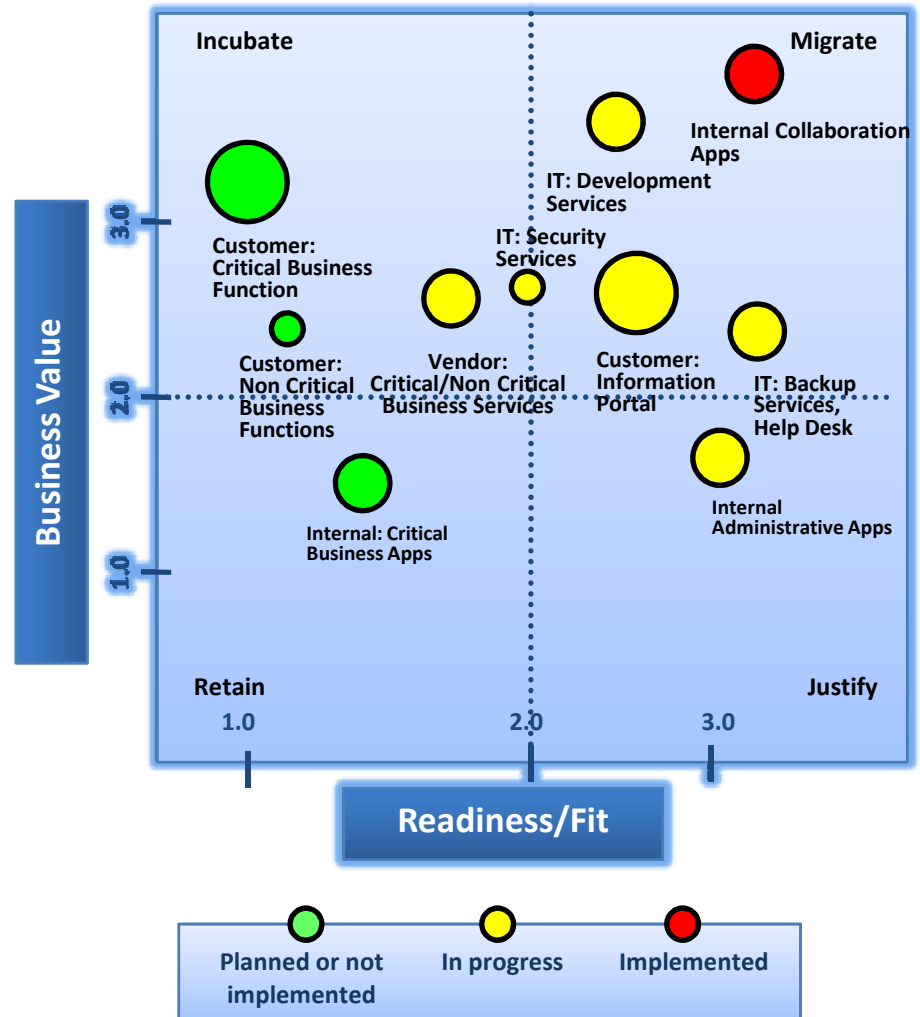 Incubate
Migrate
Internal Collaboration
Apps
IT: Development
Services
IT: Security
Services
Customer:
Critical Business
Function
Customer:
Non Critical
Business
Functions
Vendor:
Critical/Non Critical
Business Services
Customer:
Information
Portal
IT: Backup
Services,
Help Desk
Internal: Critical
Business Apps
Internal
Administrative Apps
Business Value
3.0
2.0
1.0
Retain
Justify
1.0
2.0
3.0
Readiness/Fit
Planned or not
implemented
In progress
Implemented